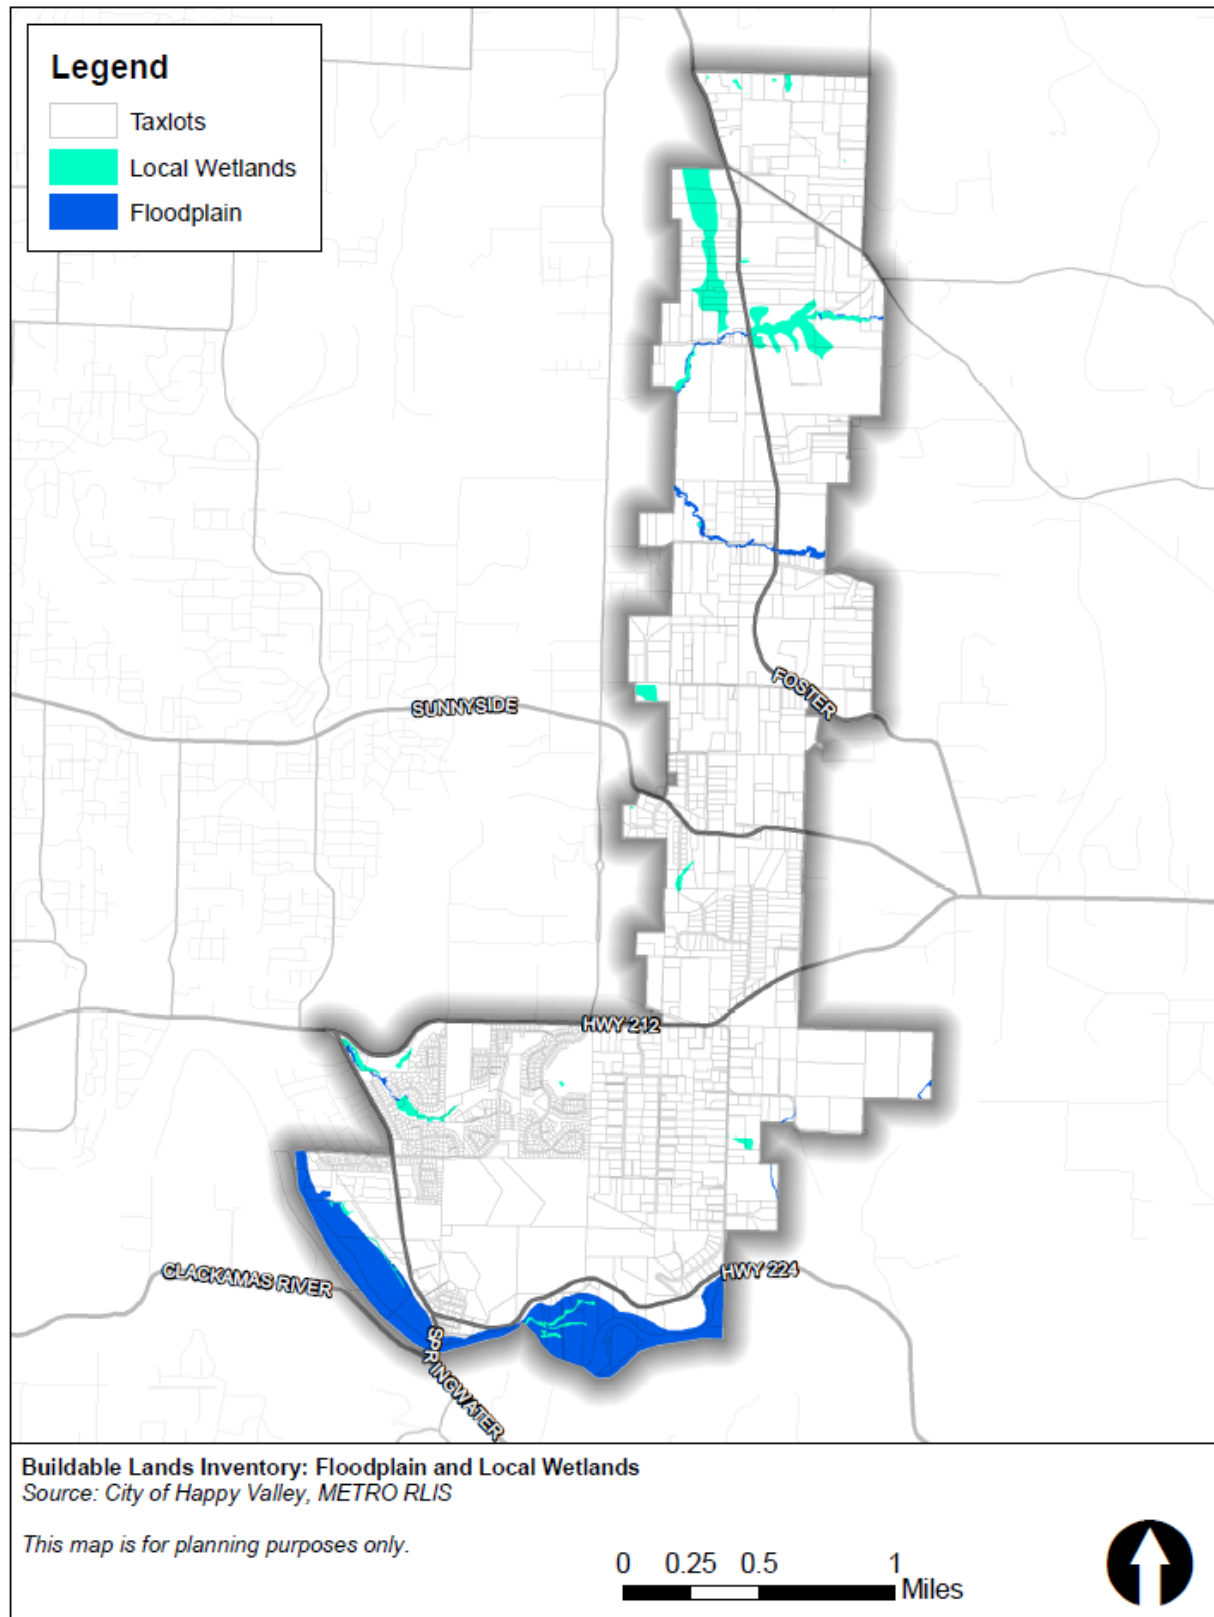 Legend
Taxlots
Local Wetlands
Floodplain
SUNNYSIDE
FOSTER
HWY 212
CLACKAMAS RIVER
HWY 224
SPRINGWATER
Buildable Lands Inventory: Floodplain and Local Wetlands
Source: City of Happy Valley, METRO RLIS
This map is for planning purposes only.
0 0.25 0.5 1
Miles